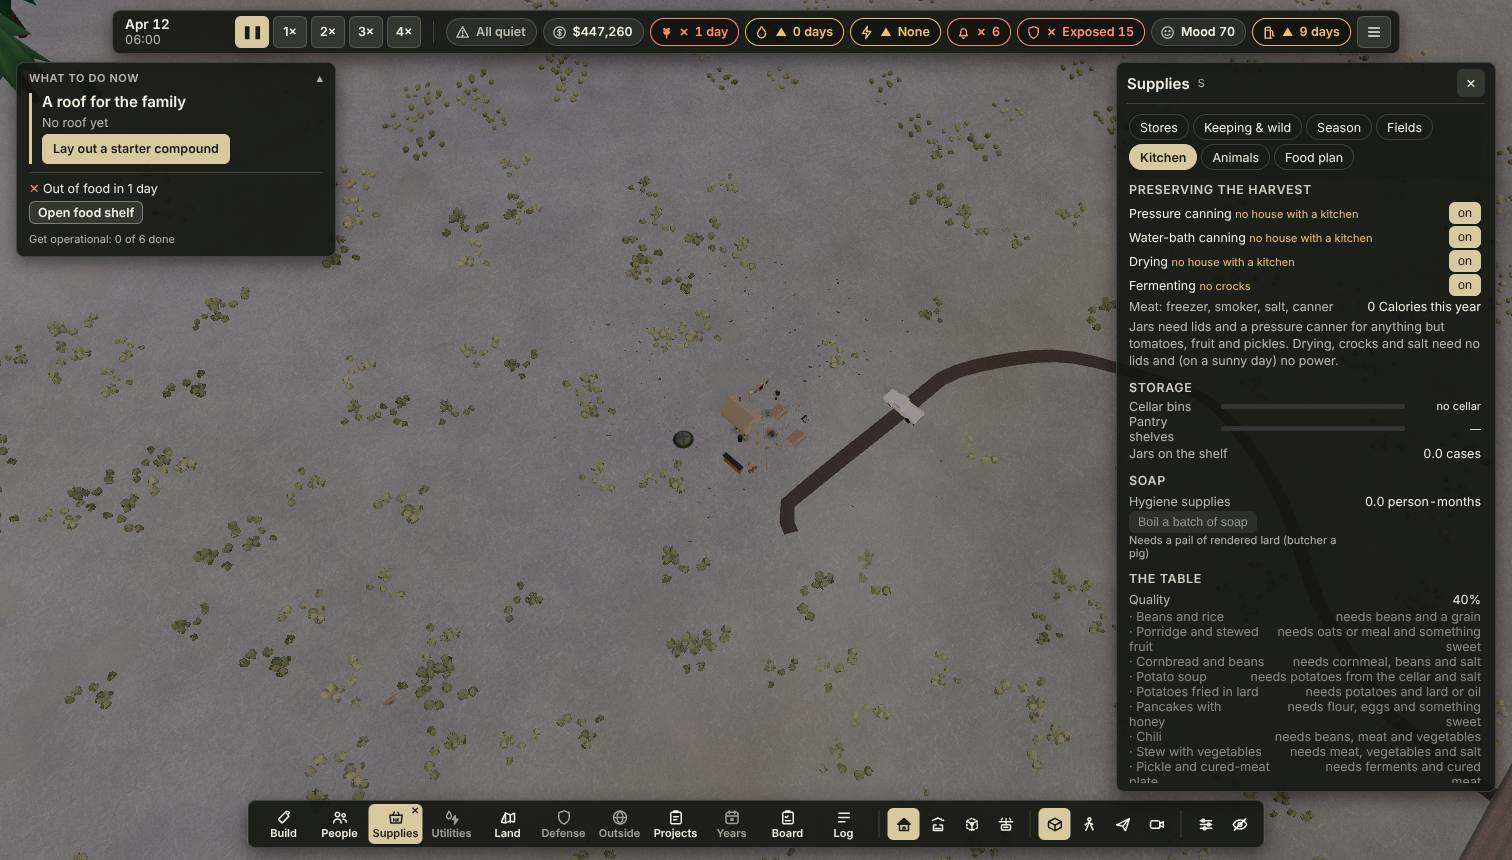 Apr 12
06:00
1×
2×
3×
4×
All quiet
$447,260
× 1 day
0 days
None
× 6
× Exposed 15
Mood 70
9 days
WHAT TO DO NOW
A roof for the family
No roof yet
Lay out a starter compound
× Out of food in 1 day
Open food shelf
Get operational: 0 of 6 done
Supplies S
Stores
Keeping & wild
Season
Fields
Kitchen
Animals
Food plan
PRESERVING THE HARVEST
Pressure canning no house with a kitchen on
Water-bath canning no house with a kitchen on
Drying no house with a kitchen on
Fermenting no crocks on
Meat: freezer, smoker, salt, canner 0 Calories this year
Jars need lids and a pressure canner for anything but
tomatoes, fruit and pickles. Drying, crocks and salt need no
lids and (on a sunny day) no power.
STORAGE
Cellar bins no cellar
Pantry
shelves —
Jars on the shelf 0.0 cases
SOAP
Hygiene supplies 0.0 person-months
Boil a batch of soap
Needs a pail of rendered lard (butcher a
pig)
THE TABLE
Quality 40%
· Beans and rice needs beans and a grain
· Porridge and stewed needs oats or meal and something
fruit sweet
· Cornbread and beans needs cornmeal, beans and salt
· Potato soup needs potatoes from the cellar and salt
· Potatoes fried in lard needs potatoes and lard or oil
· Pancakes with needs flour, eggs and something
honey sweet
· Chili needs beans, meat and vegetables
· Stew with vegetables needs meat, vegetables and salt
· Pickle and cured-meat needs ferments and cured
plate meat
Build
People
Supplies
Utilities
Land
Defense
Outside
Projects
Years
Board
Log